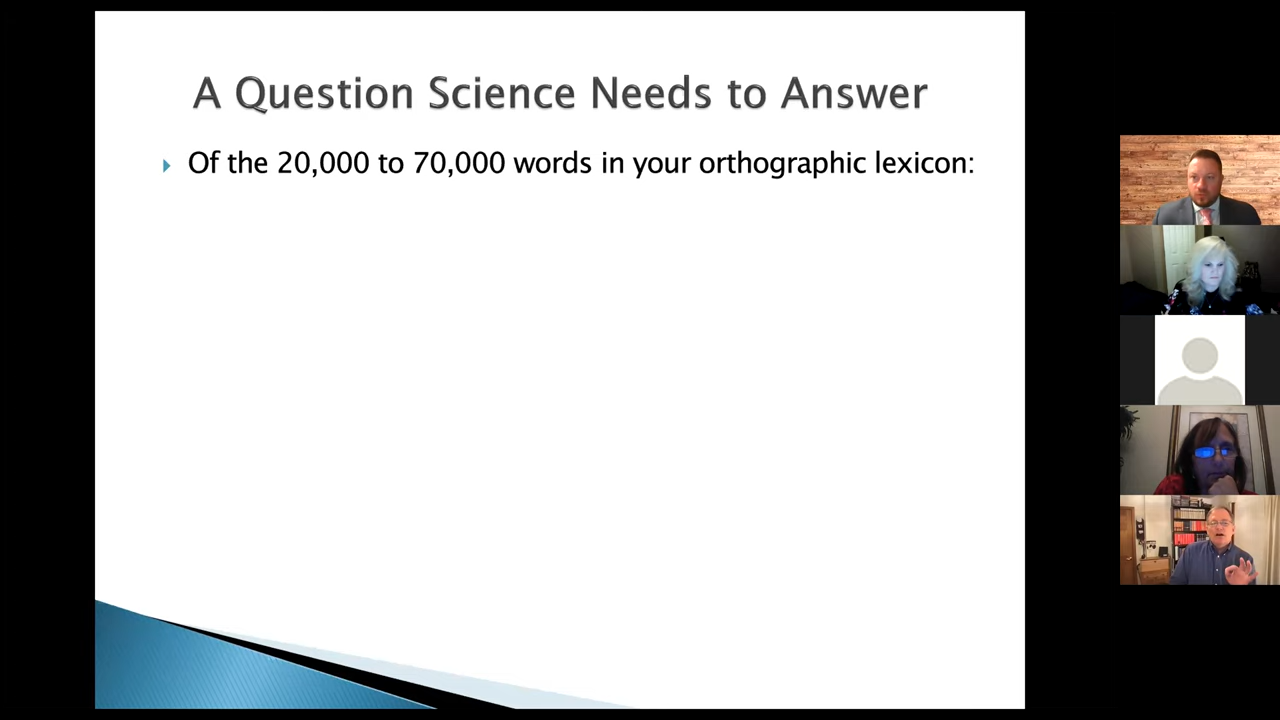 A Question Science Needs to Answer
Of the 20,000 to 70,000 words in your orthographic lexicon: